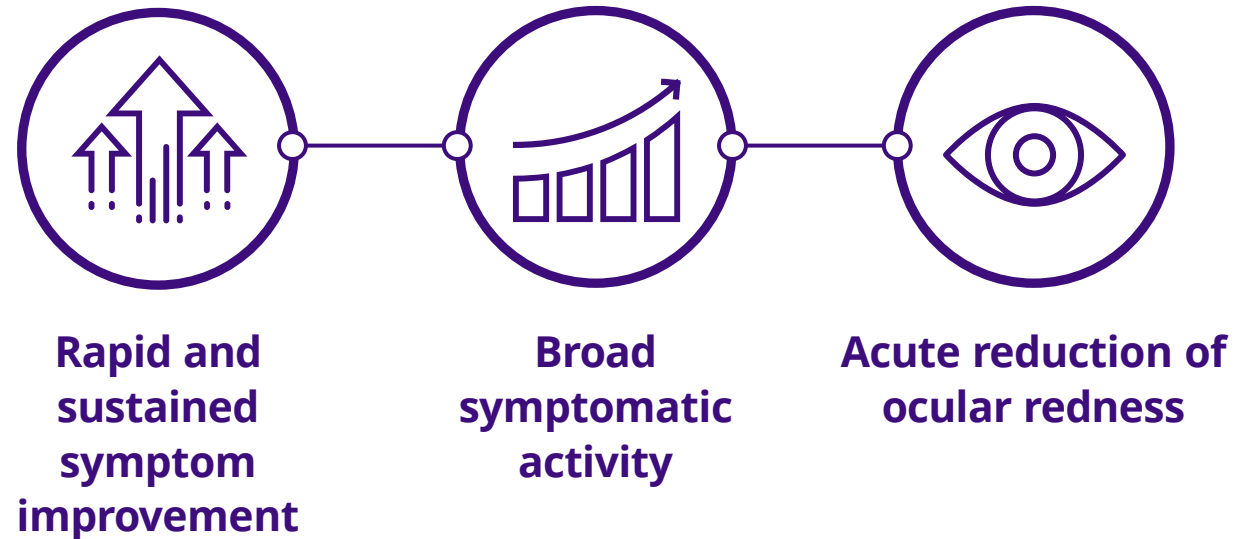 Rapid and
sustained
symptom
improvement
Broad
symptomatic
activity
Acute reduction of
ocular redness